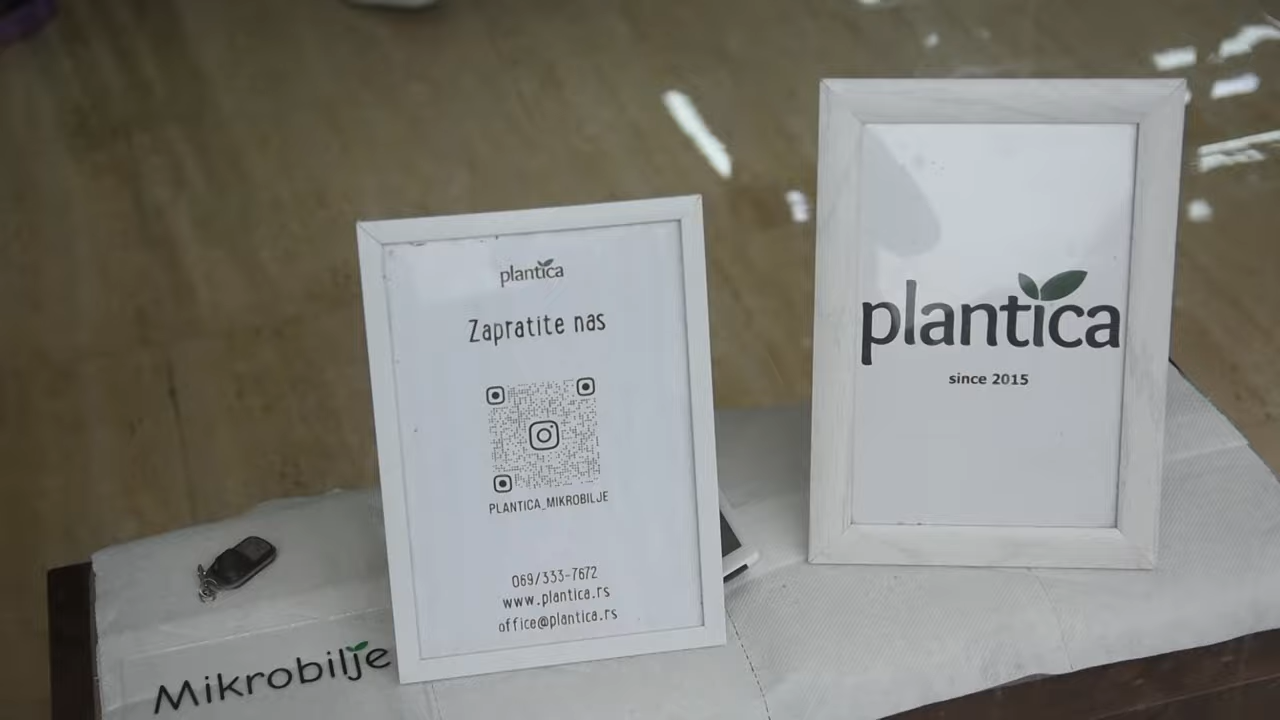 plantica
Zapratite nas
PLANTICA_MIKROBILJE
069/333-7672
www.plantica.rs
office@plantica.rs
plantica
since 2015
Mikrobilje